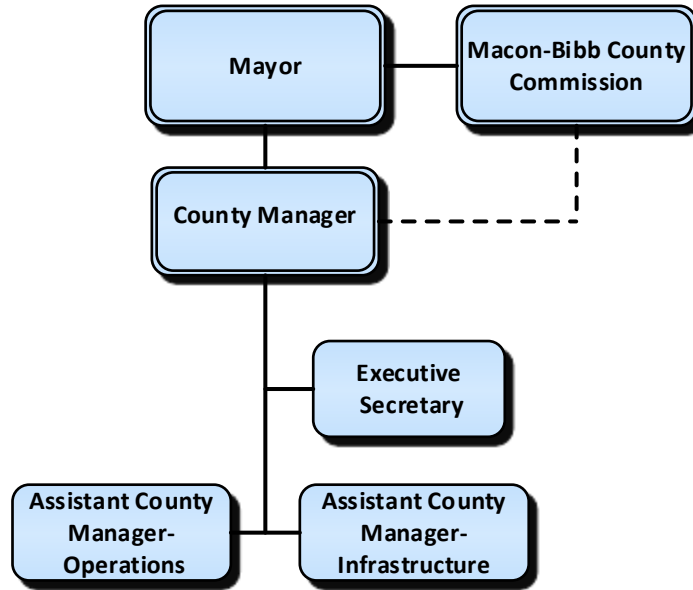 Mayor
Macon-Bibb County
Commission
County Manager
Executive
Secretary
Assistant County
Manager-
Operations
Assistant County
Manager-
Infrastructure